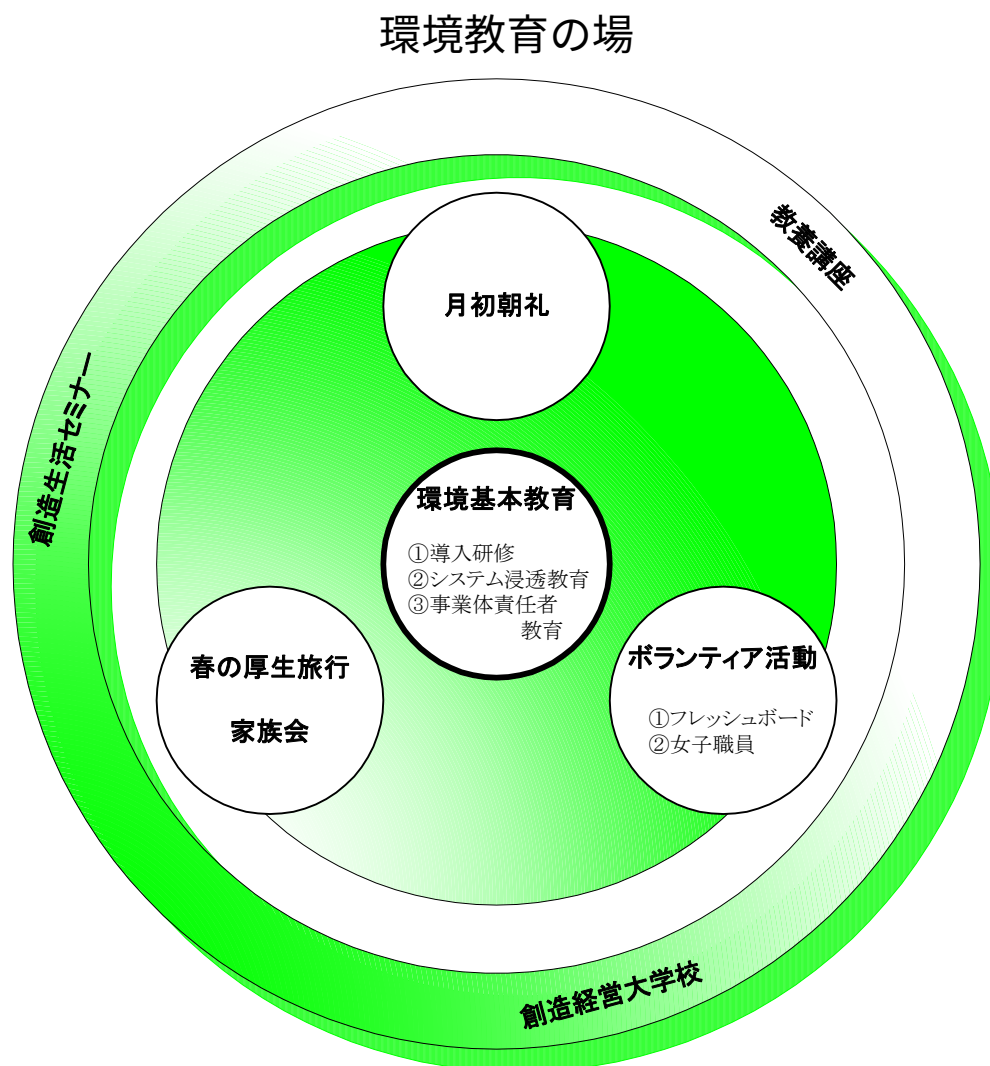 環境教育の場
教養講座
月初朝礼
創造生活セミナー
環境基本教育
①導入研修
②システム浸透教育
③事業体責任者
教育
春の厚生旅行
家族会
ボランティア活動
①フレッシュボード
②女子職員
創造経営大学校